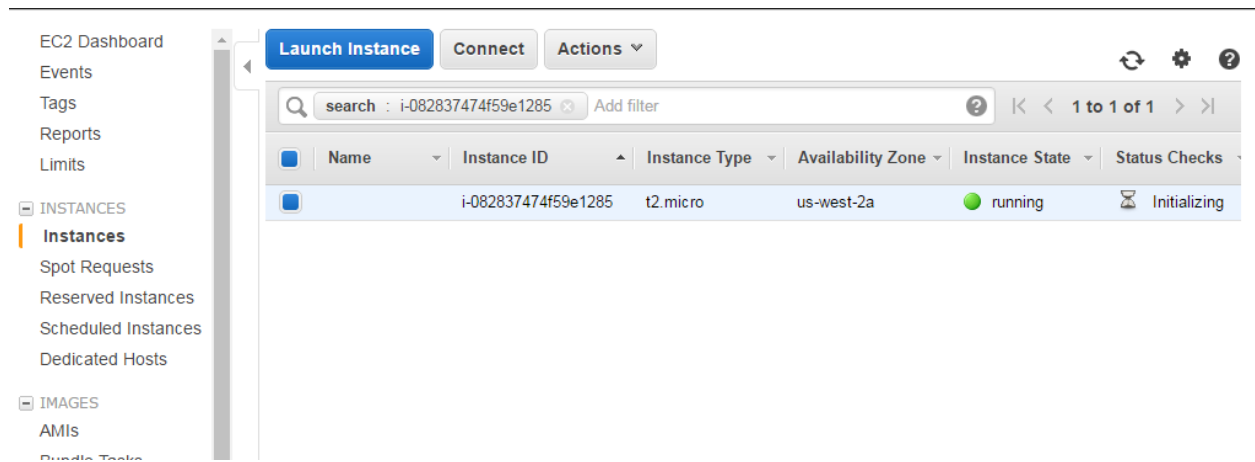 EC2 Dashboard
Events
Tags
Reports
Limits
INSTANCES
Instances
Spot Requests
Reserved Instances
Scheduled Instances
Dedicated Hosts
IMAGES
AMIs
Bundle Tasks
Launch Instance Connect Actions
search : i-082837474f59e1285 Add filter 1 to 1 of 1
Name Instance ID Instance Type Availability Zone Instance State Status Checks
i-082837474f59e1285 t2.micro us-west-2a running Initializing